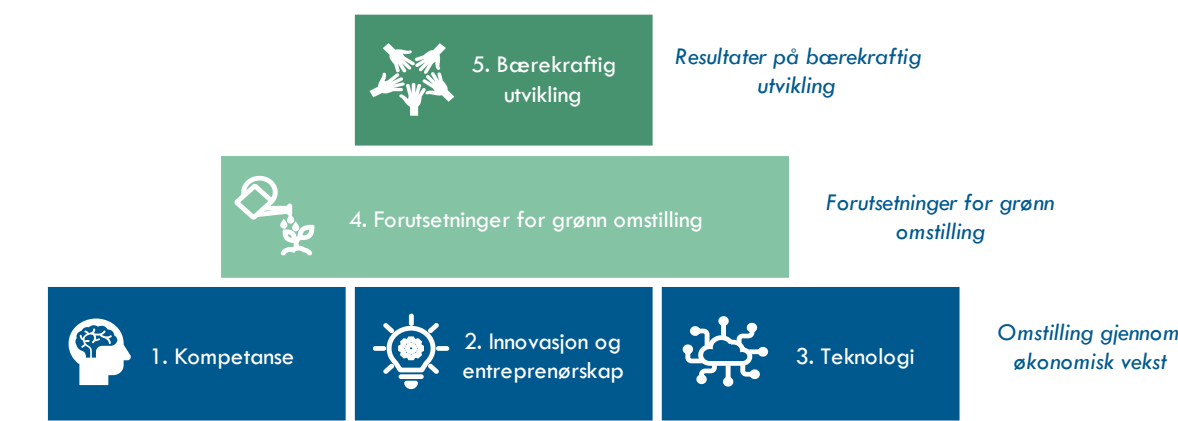 5. Bærekraftig
utvikling
Resultater på bærekraftig
utvikling
4. Forutsetninger for grønn omstilling
Forutsetninger for grønn
omstilling
1. Kompetanse
2. Innovasjon og
entreprenørskap
3. Teknologi
Omstilling gjennom
økonomisk vekst